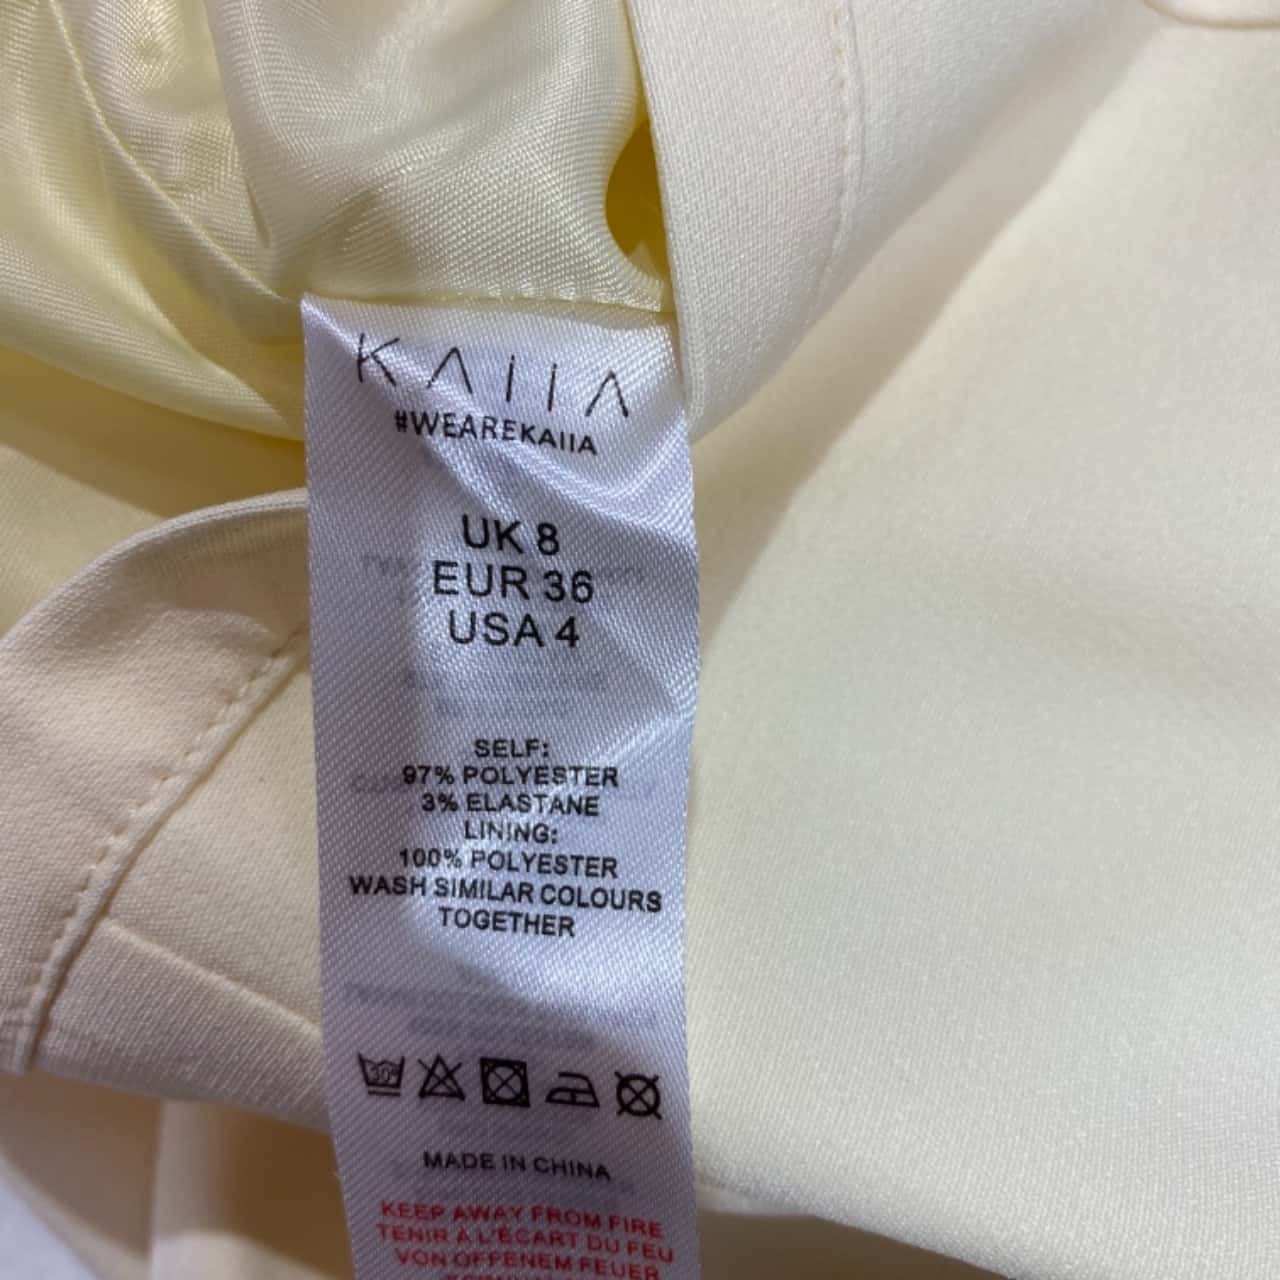 KAIIA
#WEAREKAIIA
UK 8
EUR 36
USA 4
SELF:
97% POLYESTER
3% ELASTANE
LINING:
100% POLYESTER
WASH SIMILAR COLOURS
TOGETHER
30°
MADE IN CHINA
KEEP AWAY FROM FIRE
TENIR À L'ÉCART DU FEU
VON OFFENEM FEUER